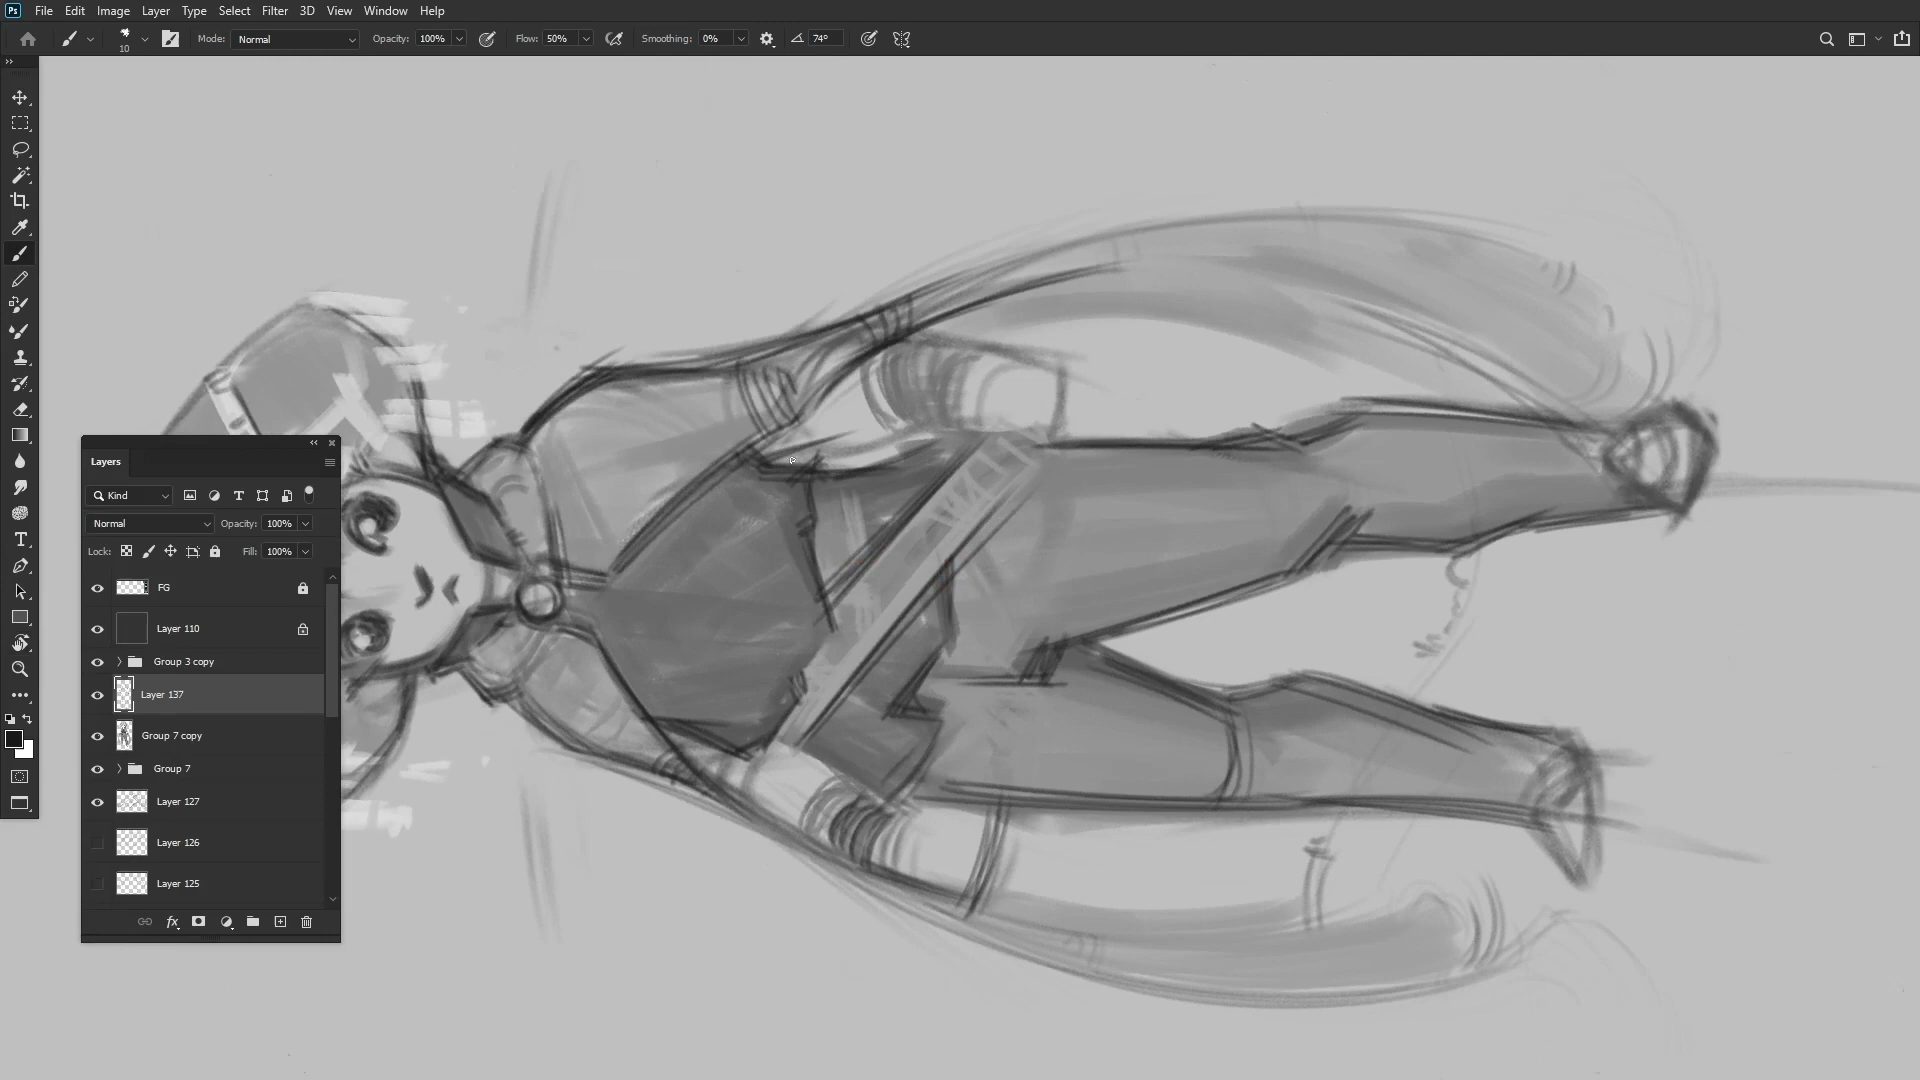 Ps File Edit Image Layer Type Select Filter 3D View Window Help
10 Mode: Normal Opacity: 100% Flow: 50% Smoothing: 0% 74°
Layers
Kind
Normal Opacity: 100%
Lock: Fill: 100%
FG
Layer 110
Group 3 copy
Layer 137
Group 7 copy
Group 7
Layer 127
Layer 126
Layer 125
fx